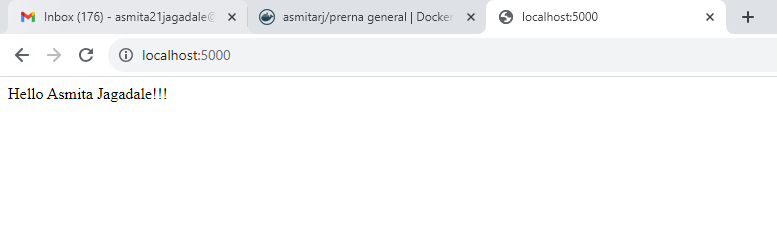 Inbox (176) - asmita21jagadale@
asmitarj/prerna general | Docker
localhost:5000
localhost:5000
Hello Asmita Jagadale!!!